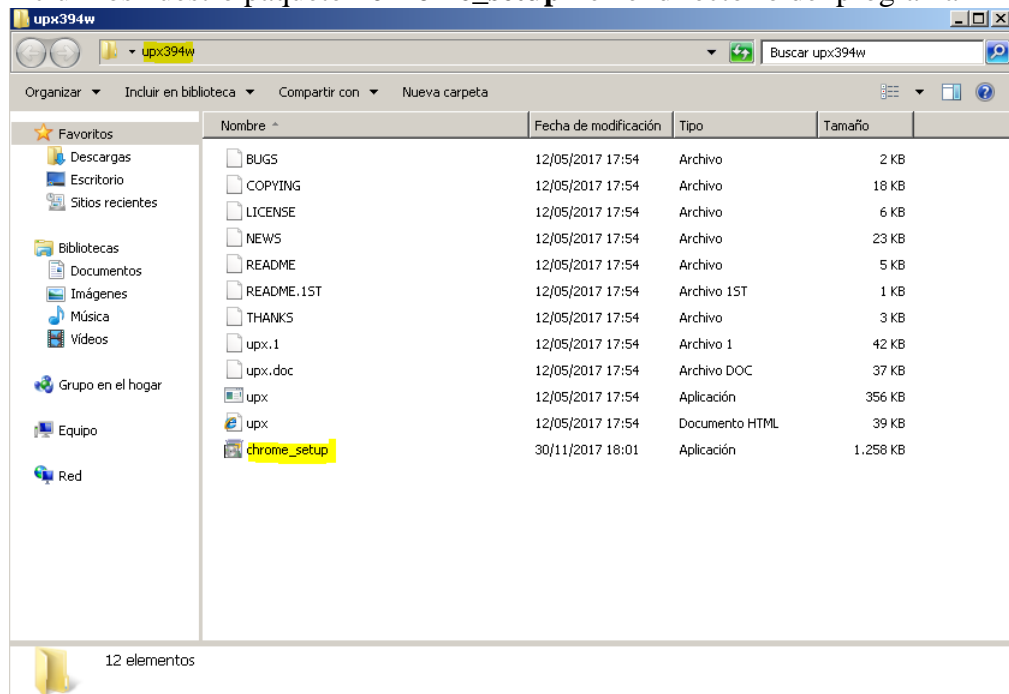 upx394w
upx394w
Buscar upx394w
Organizar
Incluir en biblioteca
Compartir con
Nueva carpeta
Favoritos
Descargas
Escritorio
Sitios recientes
Bibliotecas
Documentos
Imágenes
Música
Vídeos
Grupo en el hogar
Equipo
Red
Nombre Fecha de modificación Tipo Tamaño
BUGS 12/05/2017 17:54 Archivo 2 KB
COPYING 12/05/2017 17:54 Archivo 18 KB
LICENSE 12/05/2017 17:54 Archivo 6 KB
NEWS 12/05/2017 17:54 Archivo 23 KB
README 12/05/2017 17:54 Archivo 5 KB
README.1ST 12/05/2017 17:54 Archivo 1ST 1 KB
THANKS 12/05/2017 17:54 Archivo 3 KB
upx.1 12/05/2017 17:54 Archivo 1 42 KB
upx.doc 12/05/2017 17:54 Archivo DOC 37 KB
upx 12/05/2017 17:54 Aplicación 356 KB
upx 12/05/2017 17:54 Documento HTML 39 KB
chrome_setup 30/11/2017 18:01 Aplicación 1.258 KB
12 elementos